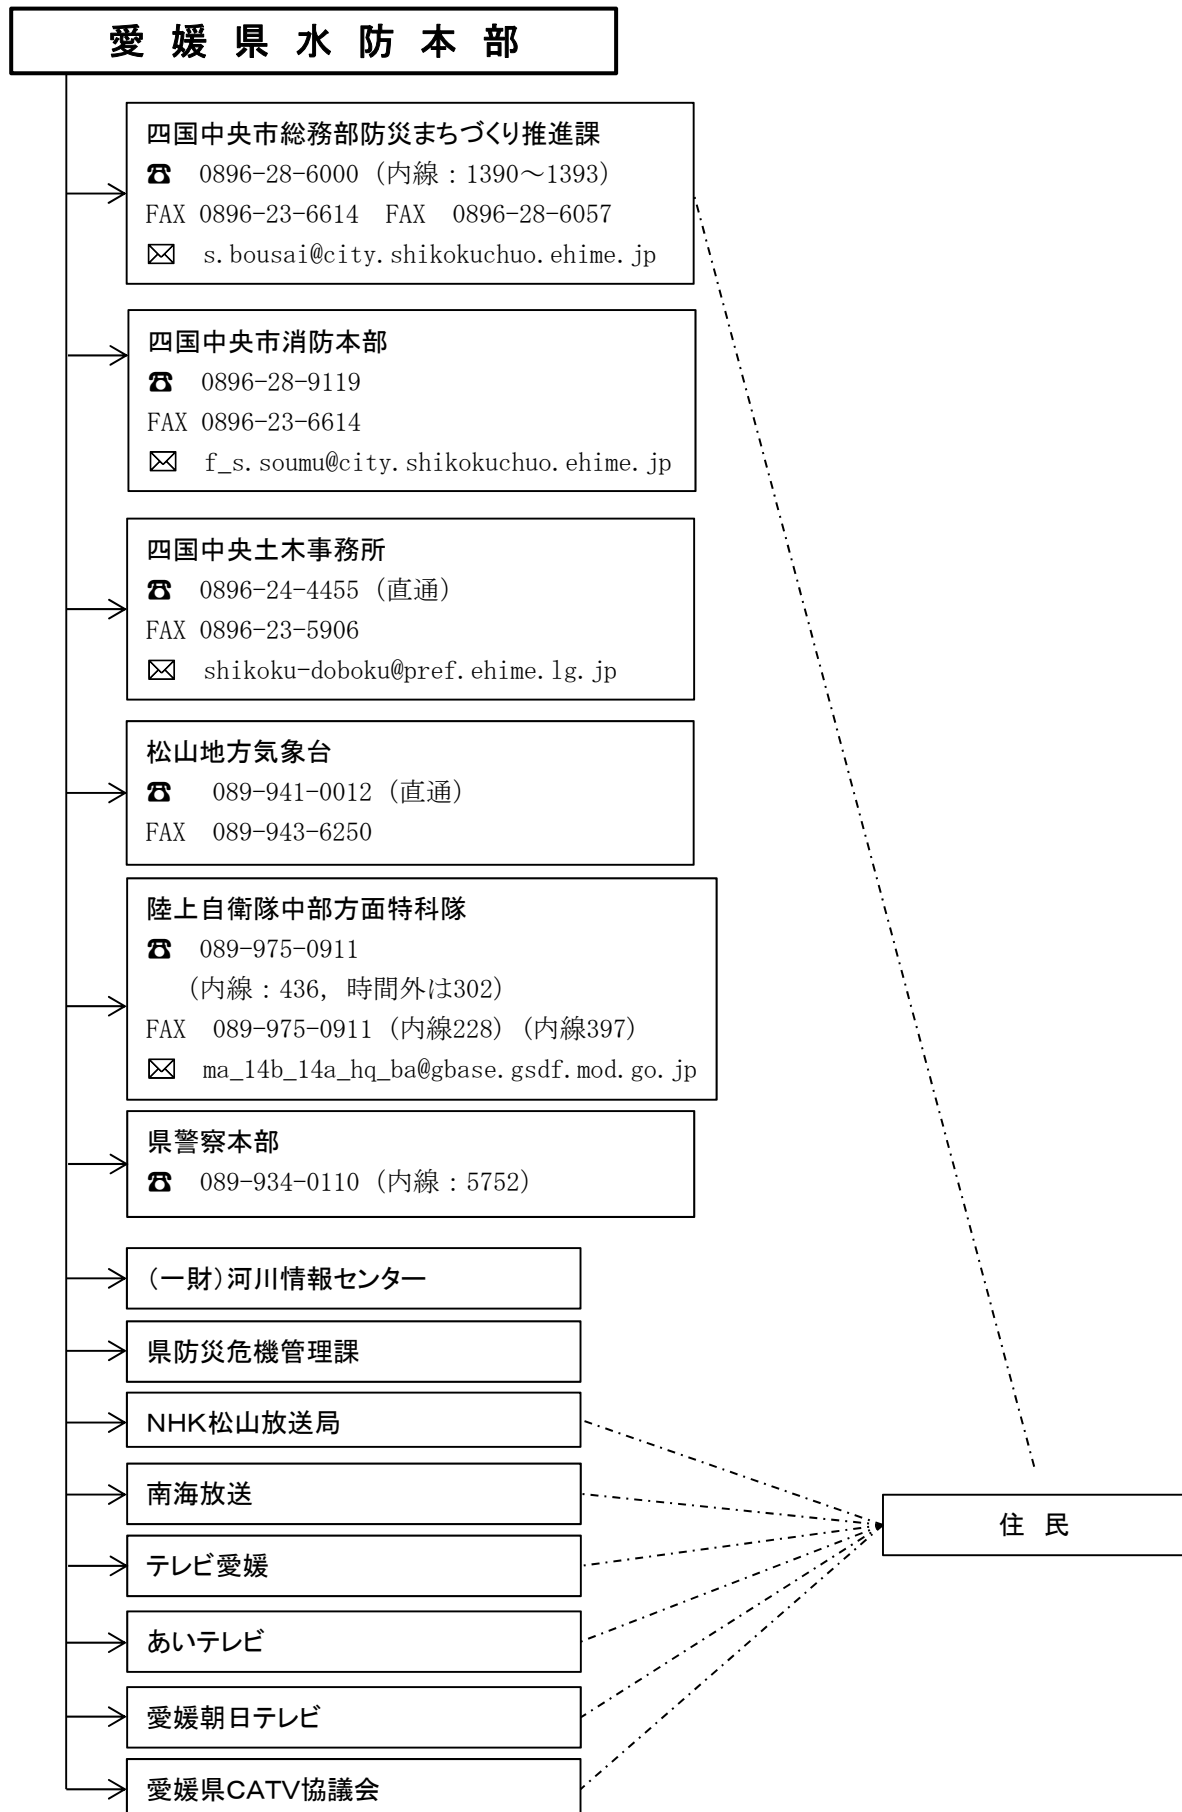 愛媛県水防本部
四国中央市総務部防災まちづくり推進課
☎ 0896-28-6000（内線：1390～1393）
FAX 0896-23-6614 FAX 0896-28-6057
✉ s.bousai@city.shikokuchuo.ehime.jp
四国中央市消防本部
☎ 0896-28-9119
FAX 0896-23-6614
✉ f_s.soumu@city.shikokuchuo.ehime.jp
四国中央土木事務所
☎ 0896-24-4455（直通）
FAX 0896-23-5906
✉ shikoku-doboku@pref.ehime.lg.jp
松山地方気象台
☎ 089-941-0012（直通）
FAX 089-943-6250
陸上自衛隊中部方面特科隊
☎ 089-975-0911
（内線：436，時間外は302）
FAX 089-975-0911（内線228）（内線397）
✉ ma_14b_14a_hq_ba@gbase.gsdf.mod.go.jp
県警察本部
☎ 089-934-0110（内線：5752）
（一財）河川情報センター
県防災危機管理課
NHK松山放送局
南海放送
テレビ愛媛
住民
あいテレビ
愛媛朝日テレビ
愛媛県CATV協議会